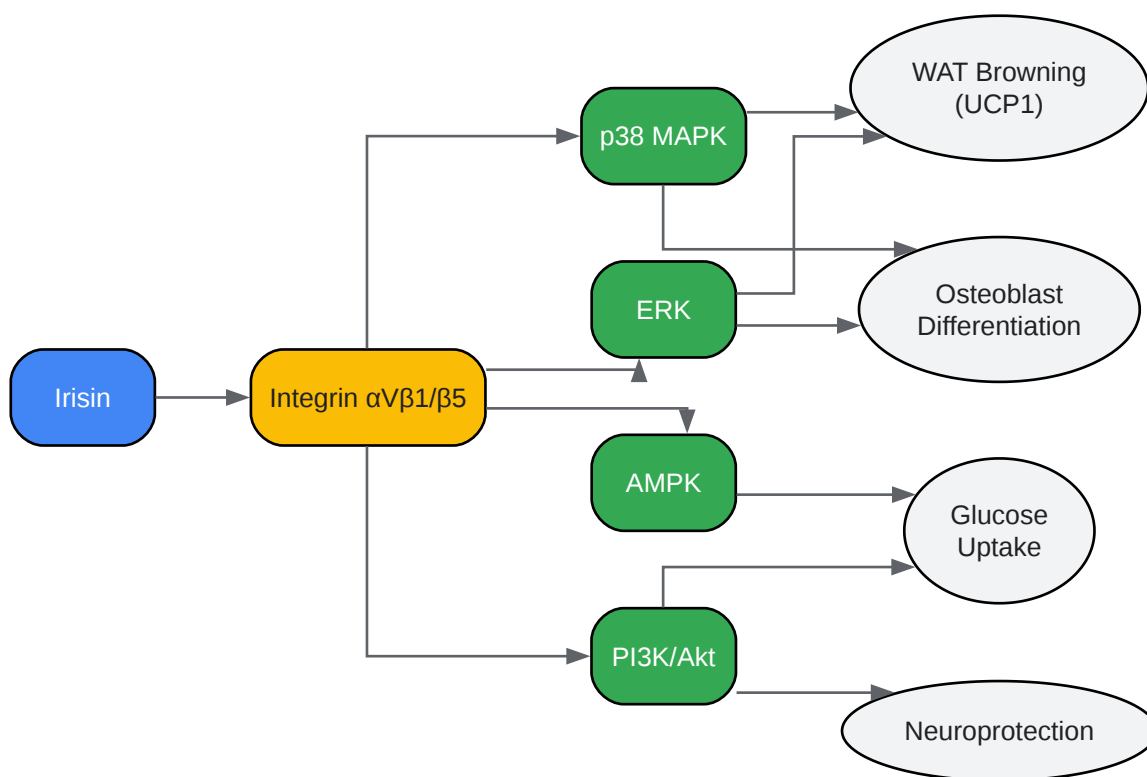 Irisin
Integrin αVβ1/β5
p38 MAPK
ERK
AMPK
PI3K/Akt
WAT Browning
(UCP1)
Osteoblast
Differentiation
Glucose
Uptake
Neuroprotection